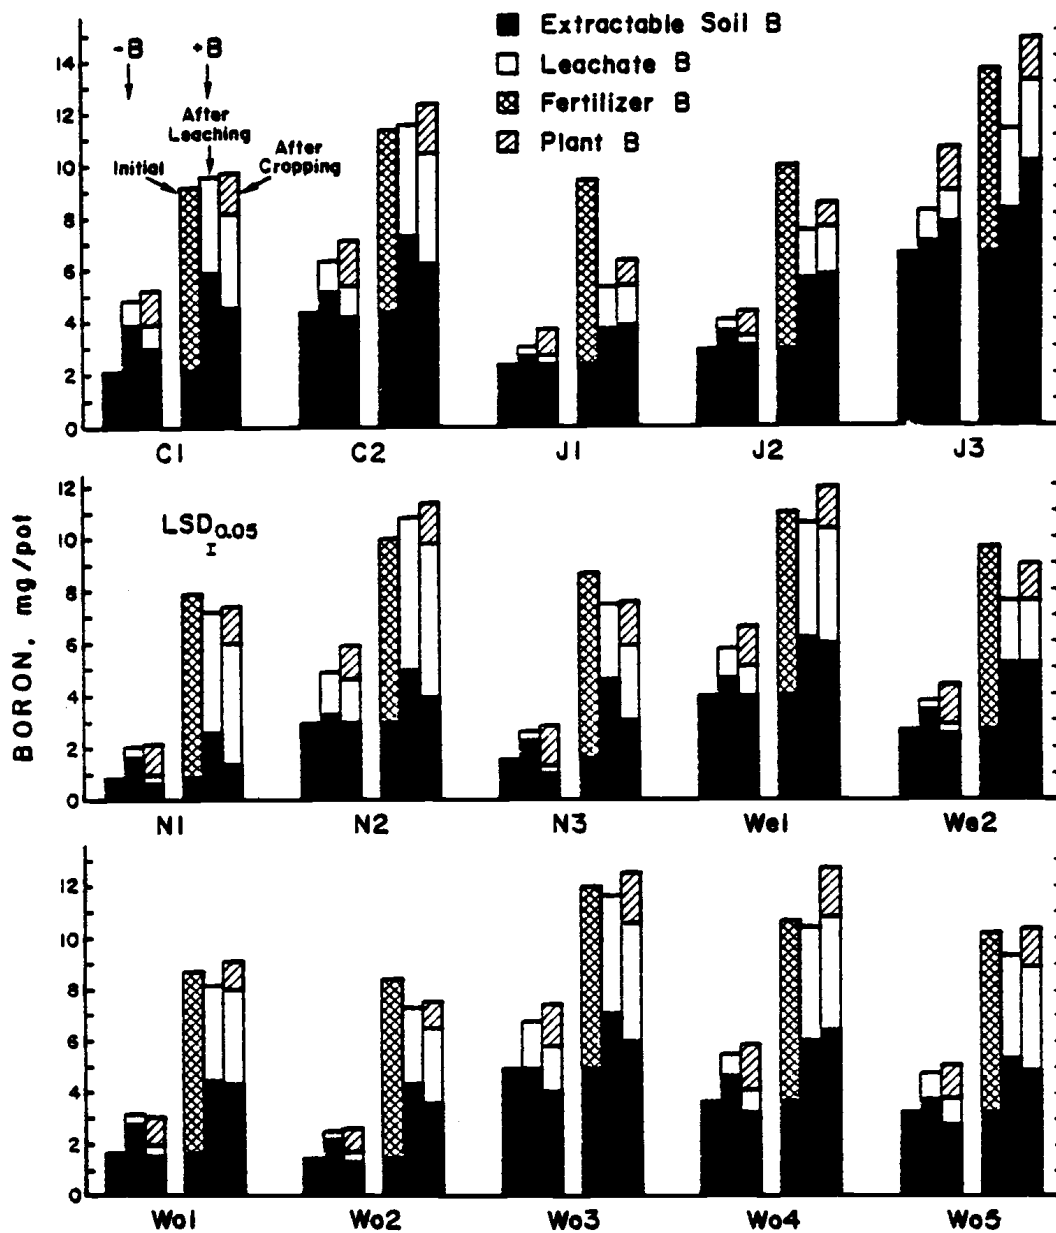 Extractable Soil B
Leachate B
Fertilizer B
Plant B
-B
+B
After
Leaching
Initial
After
Cropping
14
12
10
8
6
4
2
0
C1
C2
J1
J2
J3
BORON, mg/pot
12
10
8
6
4
2
0
LSD0.05
N1
N2
N3
We1
We2
12
10
8
6
4
2
0
Wo1
Wo2
Wo3
Wo4
Wo5